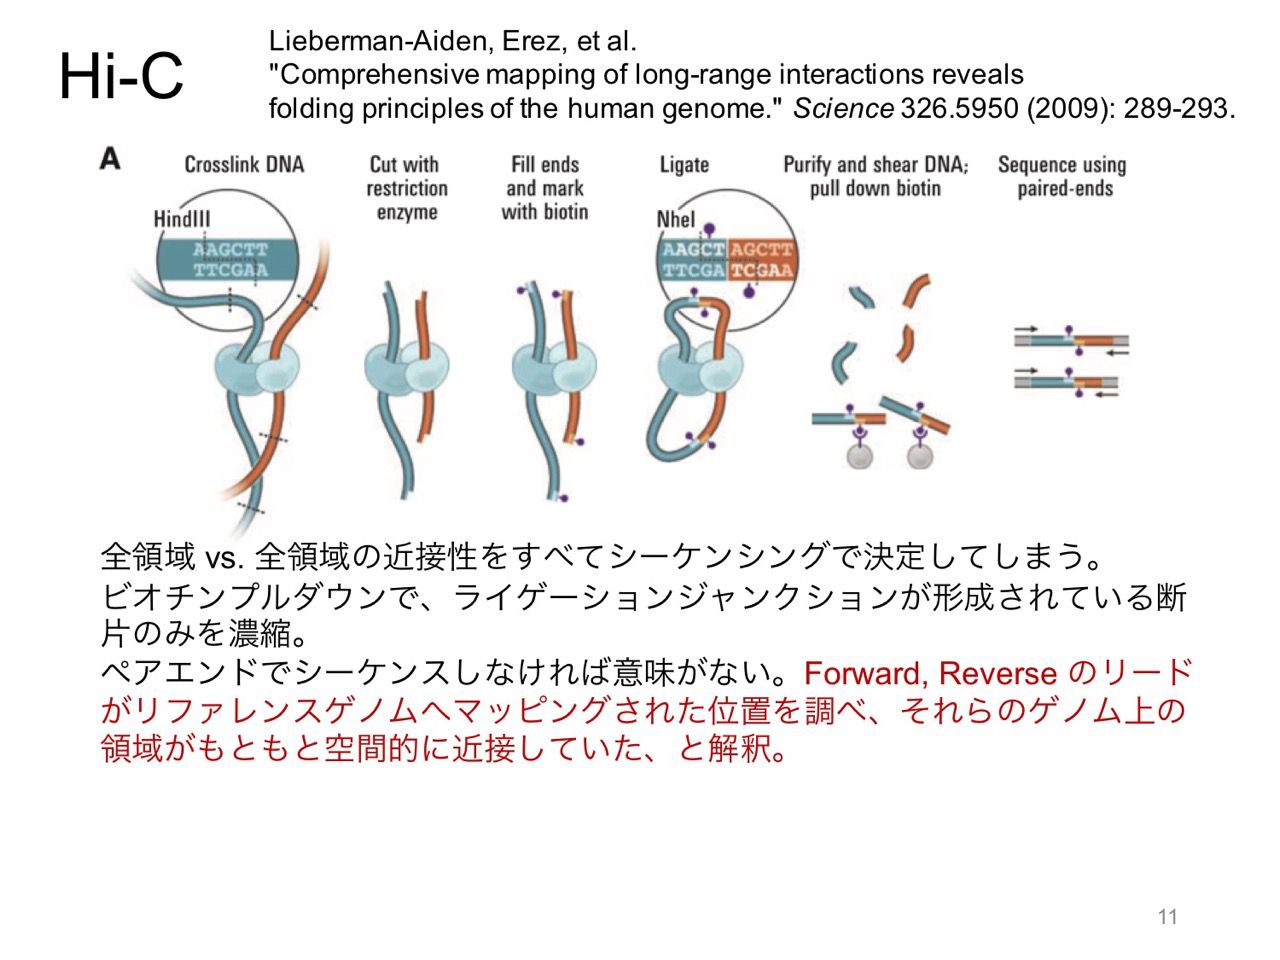 Hi-C
Lieberman-Aiden, Erez, et al.
"Comprehensive mapping of long-range interactions reveals
folding principles of the human genome." Science 326.5950 (2009): 289-293.
A
Crosslink DNA
HindIII
AAGCTT
TTCGAA
Cut with
restriction
enzyme
Fill ends
and mark
with biotin
Ligate
NheI
AAGCT AGCTT
TTCGA TCGAA
Purify and shear DNA;
pull down biotin
Sequence using
paired-ends
全領域 vs. 全領域の近接性をすべてシーケンシングで決定してしまう。
ビオチンプルダウンで、ライゲーションジャンクションが形成されている断
片のみを濃縮。
ペアエンドでシーケンスしなければ意味がない。Forward, Reverse のリード
がリファレンスゲノムへマッピングされた位置を調べ、それらのゲノム上の
領域がもともと空間的に近接していた、と解釈。
11